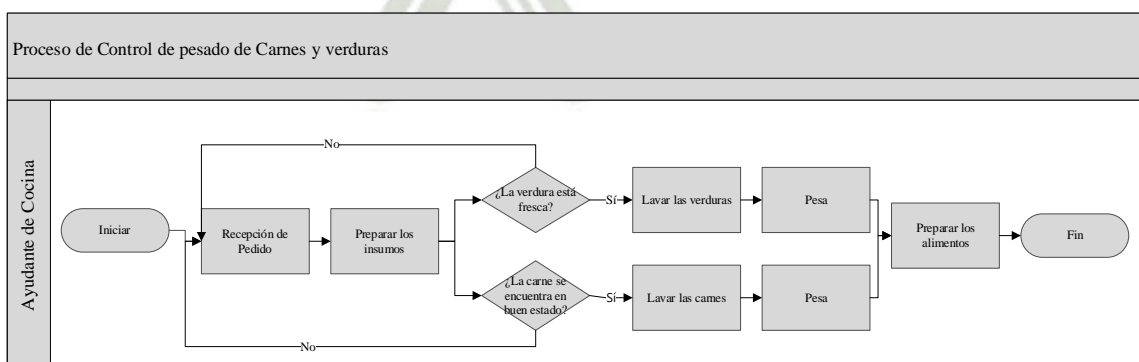 Proceso de Control de pesado de Carnes y verduras
Ayudante de Cocina
Iniciar
Recepción de
Pedido
Preparar los
insumos
No
¿La verdura está
fresca?
Sí
Lavar las verduras
Pesa
¿La carne se
encuentra en
buen estado?
Sí
Lavar las carnes
Pesa
No
Preparar los
alimentos
Fin